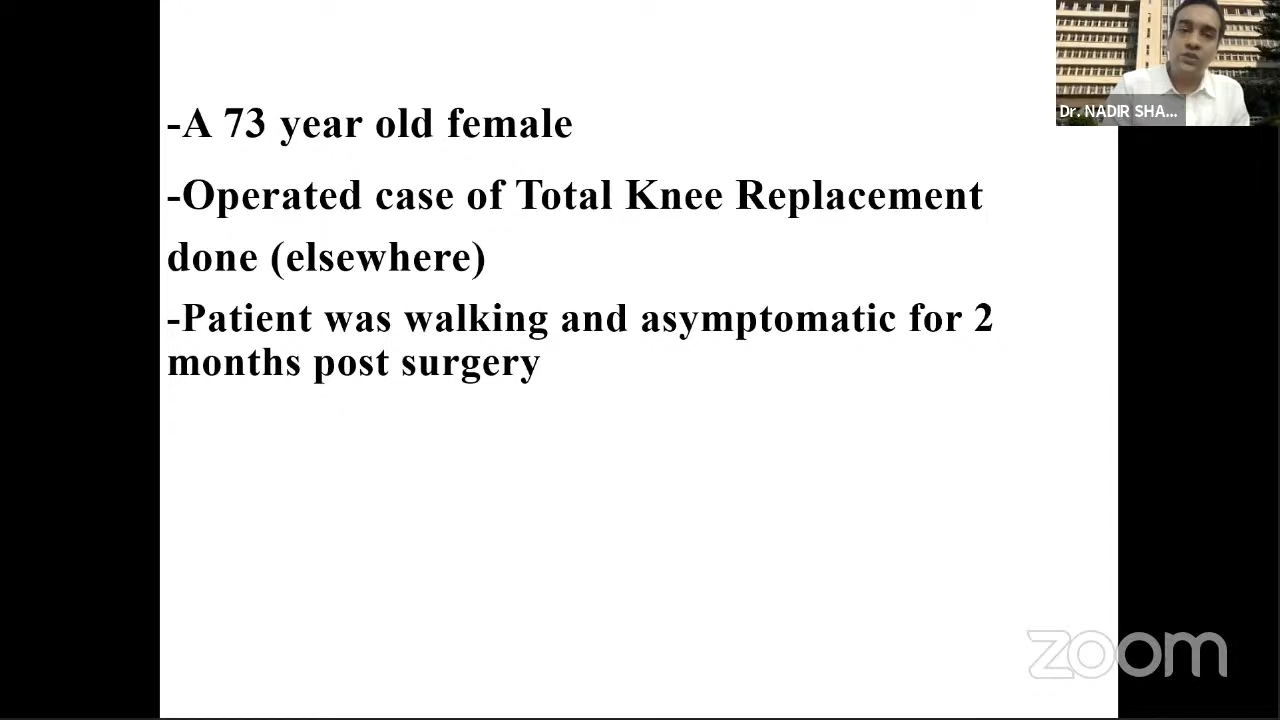 -A 73 year old female
-Operated case of Total Knee Replacement
done (elsewhere)
-Patient was walking and asymptomatic for 2
months post surgery
Dr. NADIR SHA...
zoom